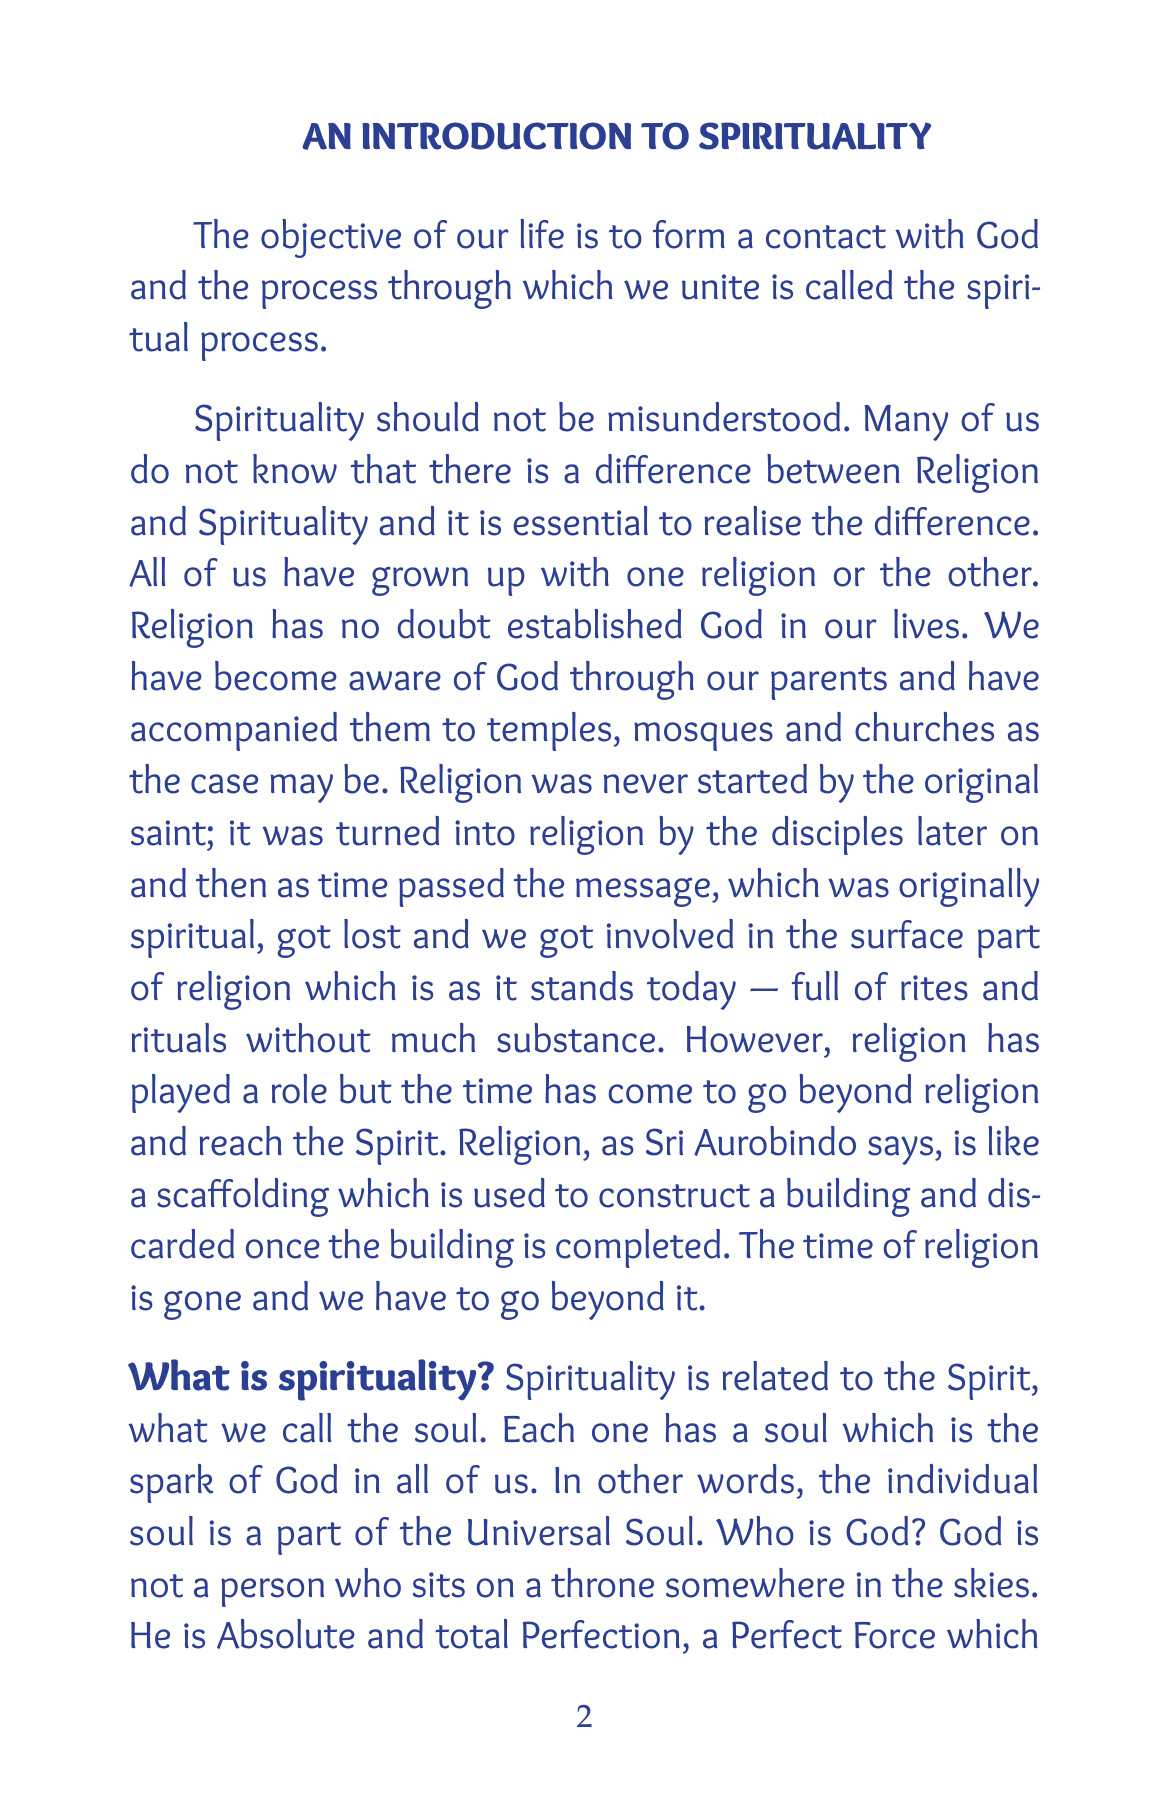 AN INTRODUCTION TO SPIRITUALITY
The objective of our life is to form a contact with God
and the process through which we unite is called the spiri-
tual process.
Spirituality should not be misunderstood. Many of us
do not know that there is a difference between Religion
and Spirituality and it is essential to realise the difference.
All of us have grown up with one religion or the other.
Religion has no doubt established God in our lives. We
have become aware of God through our parents and have
accompanied them to temples, mosques and churches as
the case may be. Religion was never started by the original
saint; it was turned into religion by the disciples later on
and then as time passed the message, which was originally
spiritual, got lost and we got involved in the surface part
of religion which is as it stands today — full of rites and
rituals without much substance. However, religion has
played a role but the time has come to go beyond religion
and reach the Spirit. Religion, as Sri Aurobindo says, is like
a scaffolding which is used to construct a building and dis-
carded once the building is completed. The time of religion
is gone and we have to go beyond it.
What is spirituality? Spirituality is related to the Spirit,
what we call the soul. Each one has a soul which is the
spark of God in all of us. In other words, the individual
soul is a part of the Universal Soul. Who is God? God is
not a person who sits on a throne somewhere in the skies.
He is Absolute and total Perfection, a Perfect Force which
2